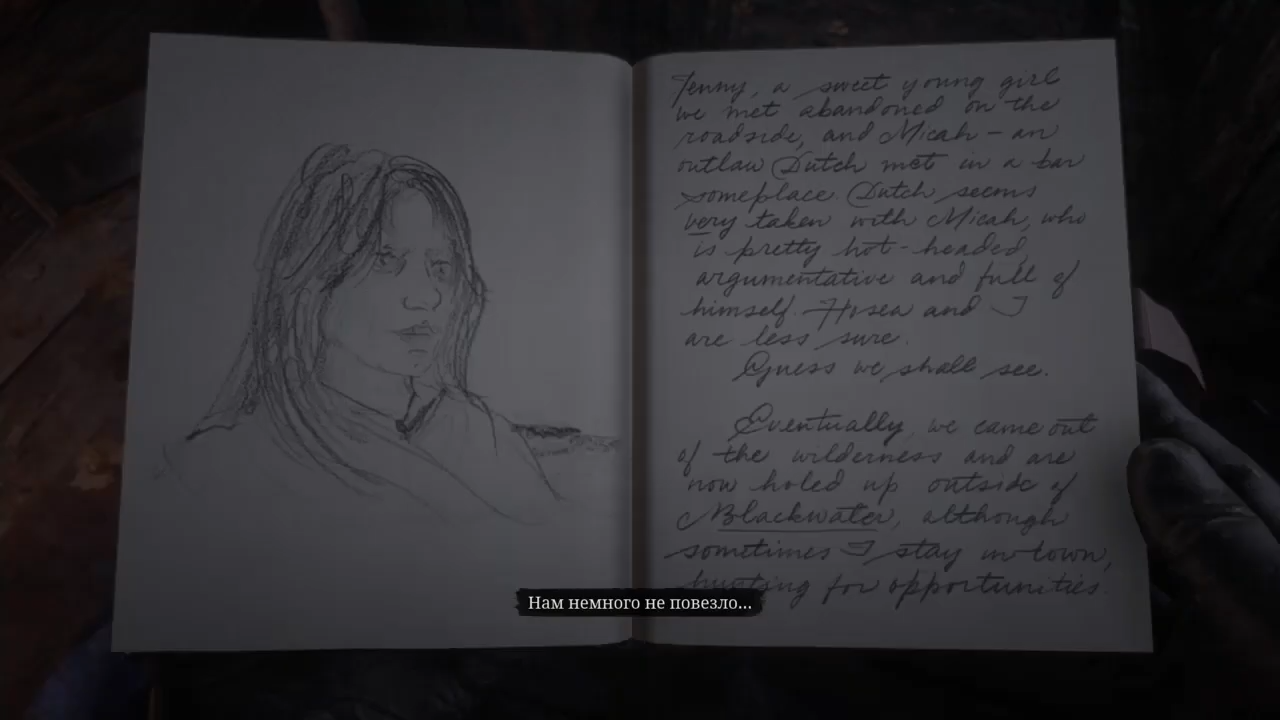 Jenny, a sweet young girl
we met abandoned on the
roadside, and Micah - an
outlaw Dutch met in a bar
someplace. Dutch seems
very taken with Micah, who
is pretty hot-headed,
argumentative and full of
himself. Hosea and I
are less sure.
Guess we shall see.
Eventually, we came out
of the wilderness and are
now holed up outside of
Blackwater, although
sometimes I stay in town,
hunting for opportunities.
Нам немного не повезло...